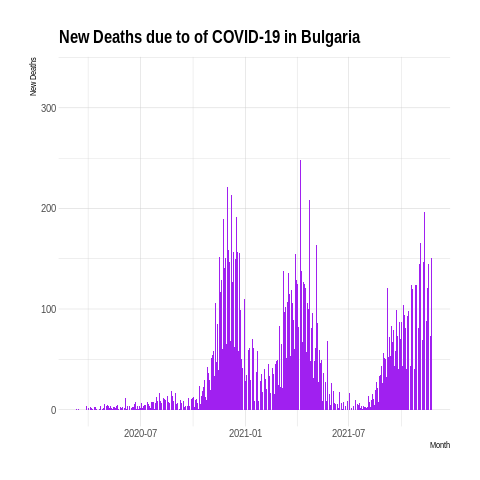 New Deaths due to of COVID-19 in Bulgaria
New Deaths
300
200
100
0
2020-07
2021-01
2021-07
Month